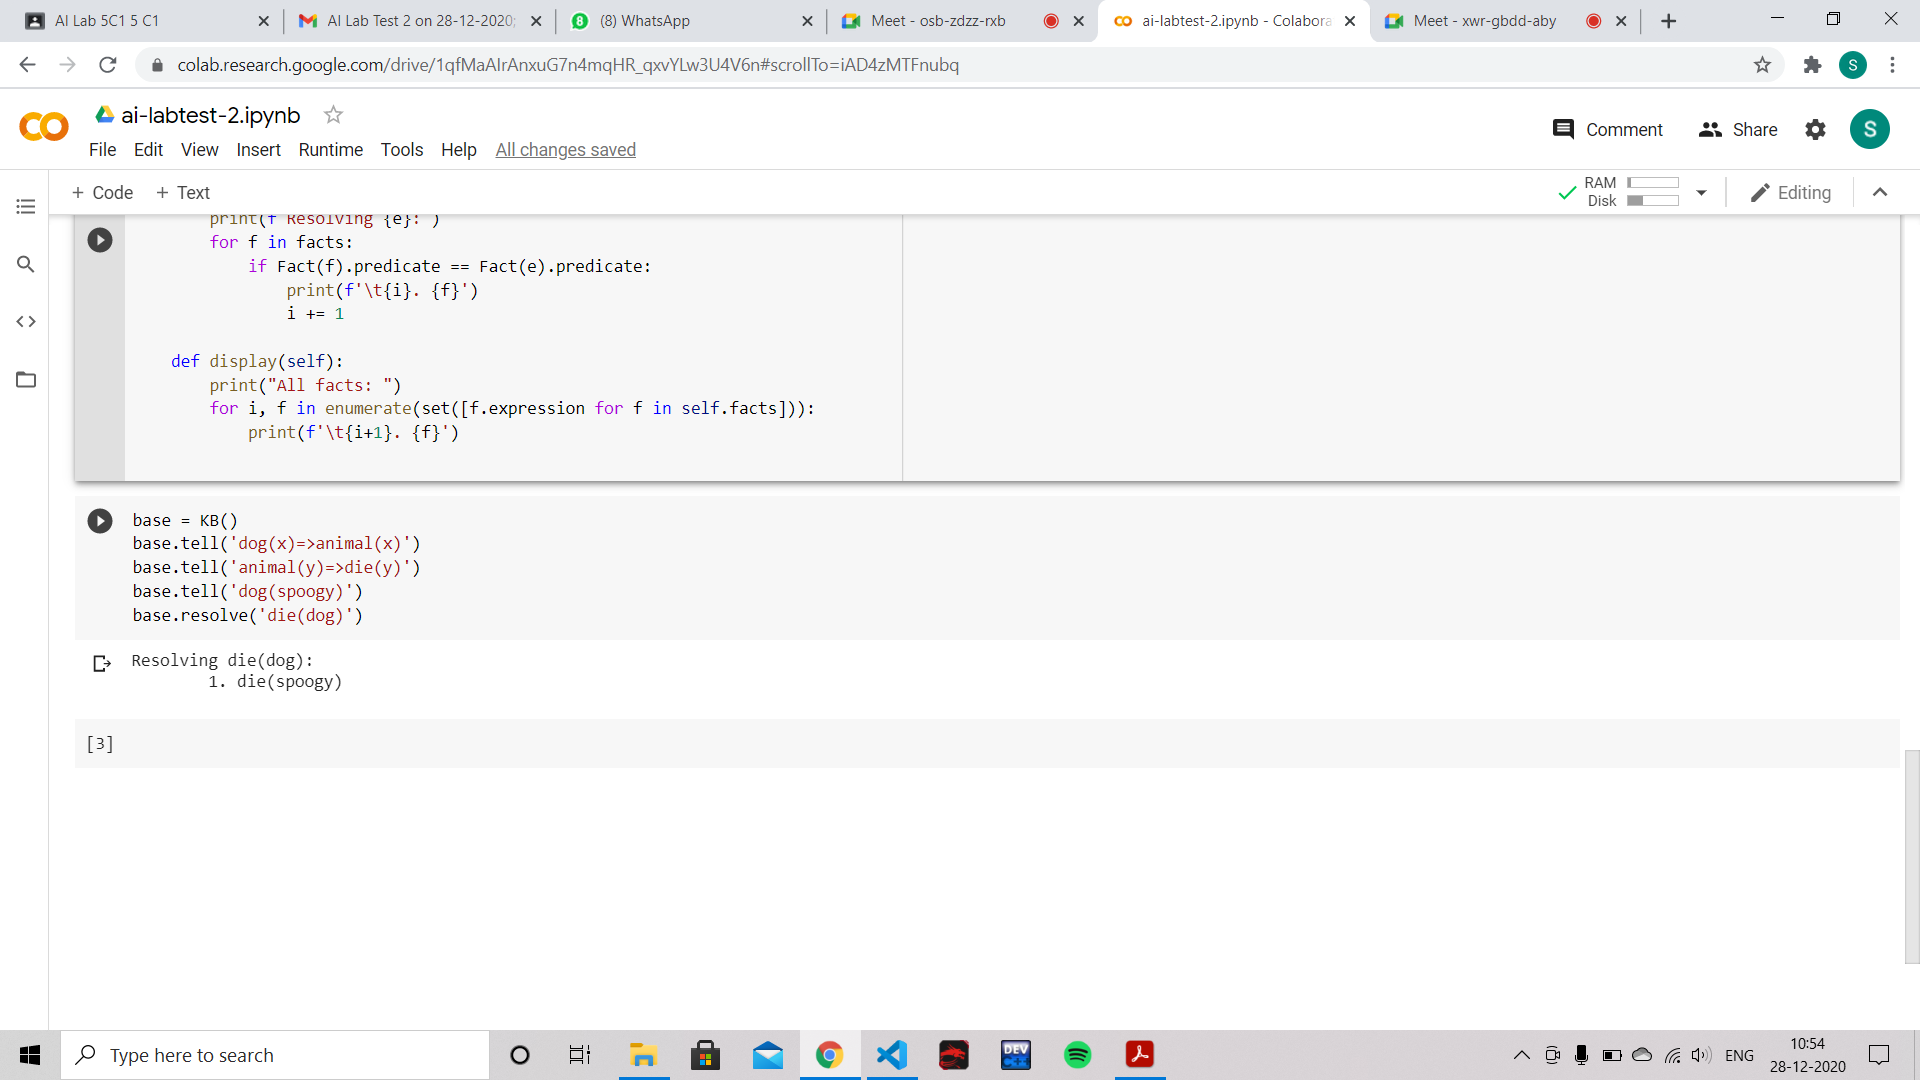 AI Lab 5C1 5 C1
AI Lab Test 2 on 28-12-2020;
(8) WhatsApp
Meet - osb-zdzz-rxb
ai-labtest-2.ipynb - Colabora
Meet - xwr-gbdd-aby
colab.research.google.com/drive/1qfMaAIrAnxuG7n4mqHR_qxvYLw3U4V6n#scrollTo=iAD4zMTFnubq
S
CO
ai-labtest-2.ipynb
Comment
Share
S
File Edit View Insert Runtime Tools Help All changes saved
+ Code + Text
RAM
Disk
Editing
print(f'Resolving {e}: ')
for f in facts:
if Fact(f).predicate == Fact(e).predicate:
print(f'\t{i}. {f}')
i += 1
def display(self):
print("All facts: ")
for i, f in enumerate(set([f.expression for f in self.facts])):
print(f'\t{i+1}. {f}')
base = KB()
base.tell('dog(x)=>animal(x)')
base.tell('animal(y)=>die(y)')
base.tell('dog(spoogy)')
base.resolve('die(dog)')
Resolving die(dog):
1. die(spoogy)
[3]
Type here to search
DEV
ENG
10:54
28-12-2020